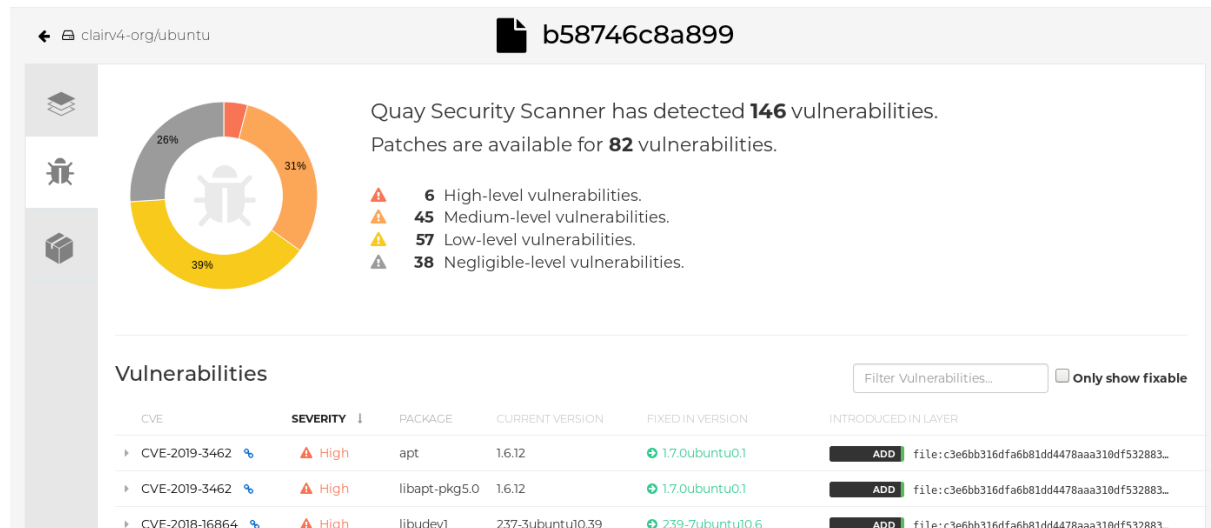 clairv4-org/ubuntu
b58746c8a899
Quay Security Scanner has detected 146 vulnerabilities.
Patches are available for 82 vulnerabilities.
26%
31%
39%
6 High-level vulnerabilities.
45 Medium-level vulnerabilities.
57 Low-level vulnerabilities.
38 Negligible-level vulnerabilities.
Vulnerabilities
Filter Vulnerabilities...
Only show fixable
CVE SEVERITY ↓ PACKAGE CURRENT VERSION FIXED IN VERSION INTRODUCED IN LAYER
CVE-2019-3462 High apt 1.6.12 1.7.0ubuntu0.1 ADD file:c3e6bb316dfa6b81dd4478aaa310df532883…
CVE-2019-3462 High libapt-pkg5.0 1.6.12 1.7.0ubuntu0.1 ADD file:c3e6bb316dfa6b81dd4478aaa310df532883…
CVE-2018-16864 High libudev1 237-3ubuntu10.39 239-7ubuntu10.6 ADD file:c3e6bb316dfa6b81dd4478aaa310df532883…